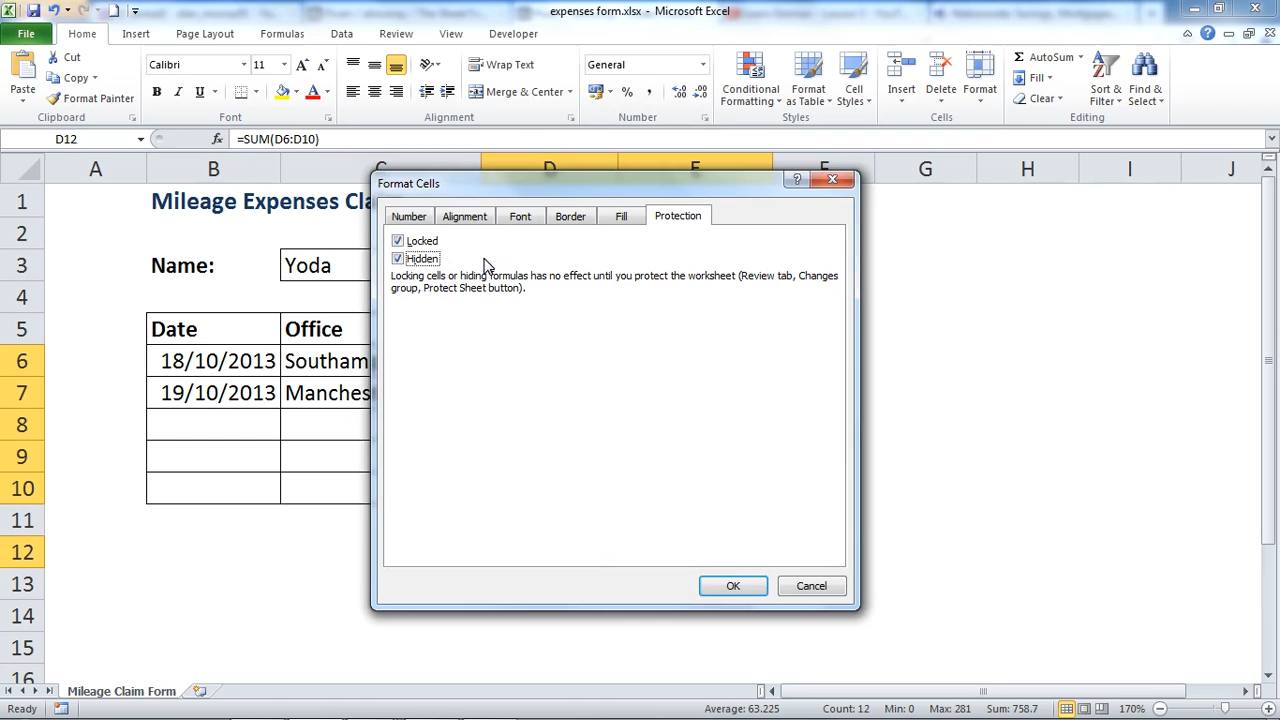 expenses form.xlsx - Microsoft Excel
File Home Insert Page Layout Formulas Data Review View Developer
Paste
Cut
Copy
Format Painter
Calibri 11
B I U
Wrap Text
Merge & Center
General
Conditional Formatting
Format as Table
Cell Styles
Insert Delete Format
AutoSum
Fill
Clear
Sort & Filter
Find & Select
Clipboard Font Alignment Number Styles Cells Editing
D12 fx =SUM(D6:D10)
A B C D E F G H I J
1 Mileage Expenses Cla
2
3 Name: Yoda
4
5 Date Office
6 18/10/2013 Southam
7 19/10/2013 Manches
8
9
10
11
12
13
14
15
16
Format Cells
Number Alignment Font Border Fill Protection
Locked
Hidden
Locking cells or hiding formulas has no effect until you protect the worksheet (Review tab, Changes
group, Protect Sheet button).
OK Cancel
Mileage Claim Form
Ready Average: 63.225 Count: 12 Min: 0 Max: 281 Sum: 758.7 170%